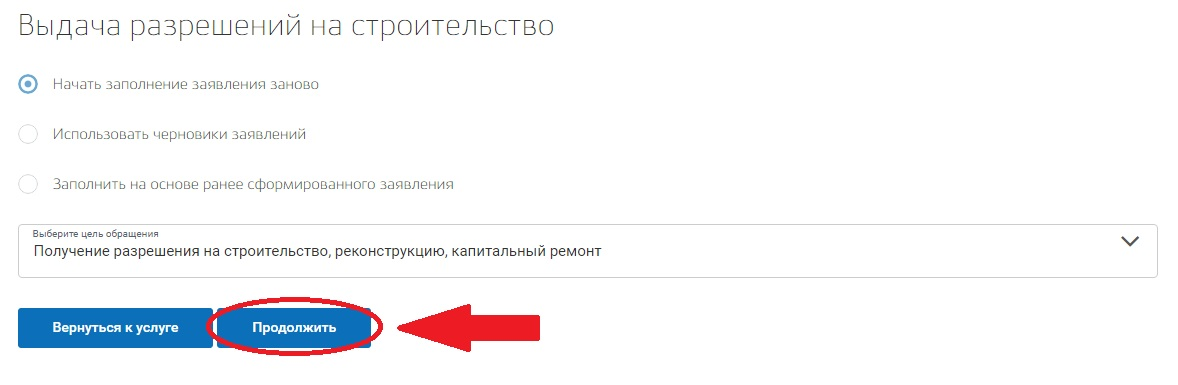 Выдача разрешений на строительство
Начать заполнение заявления заново
Использовать черновики заявлений
Заполнить на основе ранее сформированного заявления
Выберите цель обращения
Получение разрешения на строительство, реконструкцию, капитальный ремонт
Вернуться к услуге Продолжить